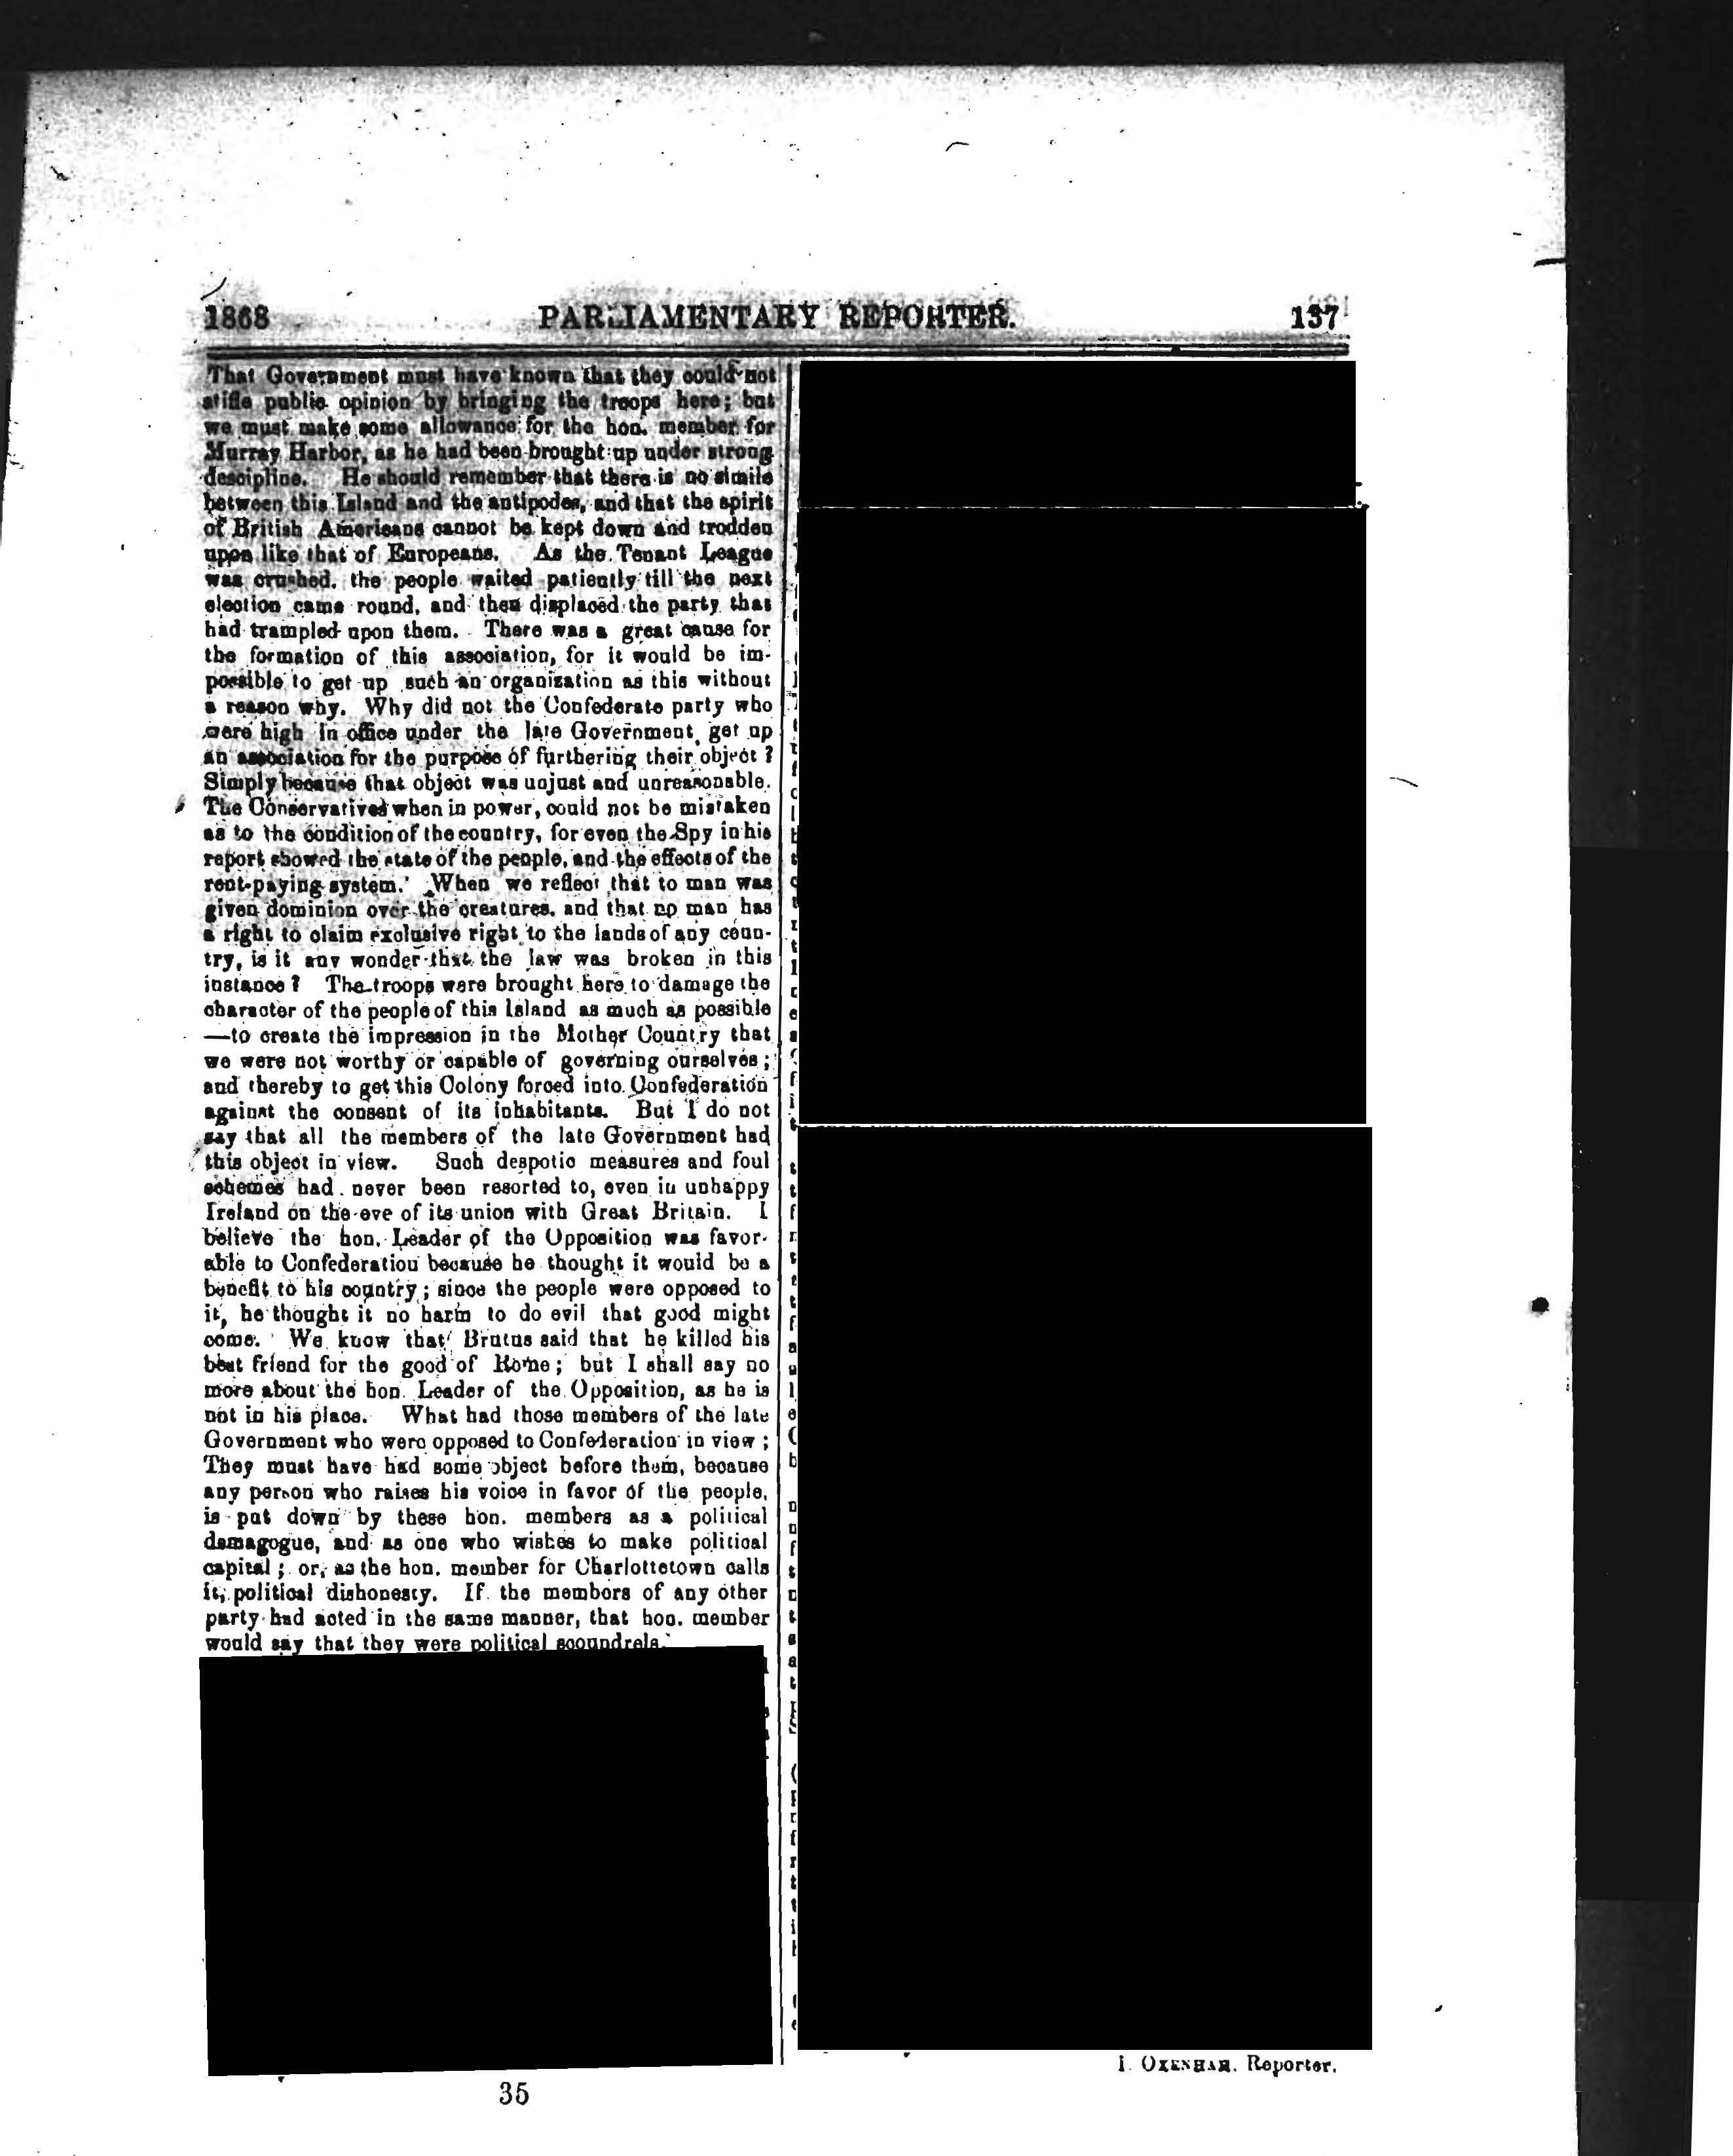 1868 PARLIAMENTARY REPORTER. 137
That Government must have known that they could not
stifle public opinion by bringing the troops here; but
we must make some allowance for the hon. member for
Murray Harbor, as he had been brought up under strong
descipline. He should remember that there is no simile
between this Island and the antipodes, and that the spirit
of British Americans cannot be kept down and trodden
upon like that of Europeans. As the Tenant League
was crushed, the people waited patiently till the next
election came round, and then displaced the party that
had trampled upon them. There was a great cause for
the formation of this association, for it would be im-
possible to get up such an organization as this without
a reason why. Why did not the Confederate party who
were high in office under the late Government get up
an association for the purpose of furthering their object?
Simply because that object was unjust and unreasonable.
The Conservatives when in power, could not be mistaken
as to the condition of the country, for even the Spy in his
report showed the state of the people, and the effects of the
rent-paying system. When we reflect that to man was
given dominion over the creatures, and that no man has
a right to claim exclusive right to the lands of any coun-
try, is it any wonder that the law was broken in this
instance? The troops were brought here to damage the
character of the people of this Island as much as possible
—to create the impression in the Mother Country that
we were not worthy or capable of governing ourselves;
and thereby to get this Colony forced into Confederation
against the consent of its inhabitants. But I do not
say that all the members of the late Government had
this object in view. Such despotic measures and foul
schemes had never been resorted to, even in unhappy
Ireland on the eve of its union with Great Britain. I
believe the hon. Leader of the Opposition was favor-
able to Confederation because he thought it would be a
benefit to his country; since the people were opposed to
it, he thought it no harm to do evil that good might
come. We know that Brutus said that he killed his
best friend for the good of Rome; but I shall say no
more about the hon. Leader of the Opposition, as he is
not in his place. What had those members of the late
Government who were opposed to Confederation in view;
They must have had some object before them, because
any person who raises his voice in favor of the people,
is put down by these hon. members as a political
damagogue, and as one who wishes to make political
capital; or, as the hon. member for Charlottetown calls
it, political dishonesty. If the members of any other
party had acted in the same manner, that hon. member
would say that they were political scoundrels.
I. OXENHAM, Reporter.
35